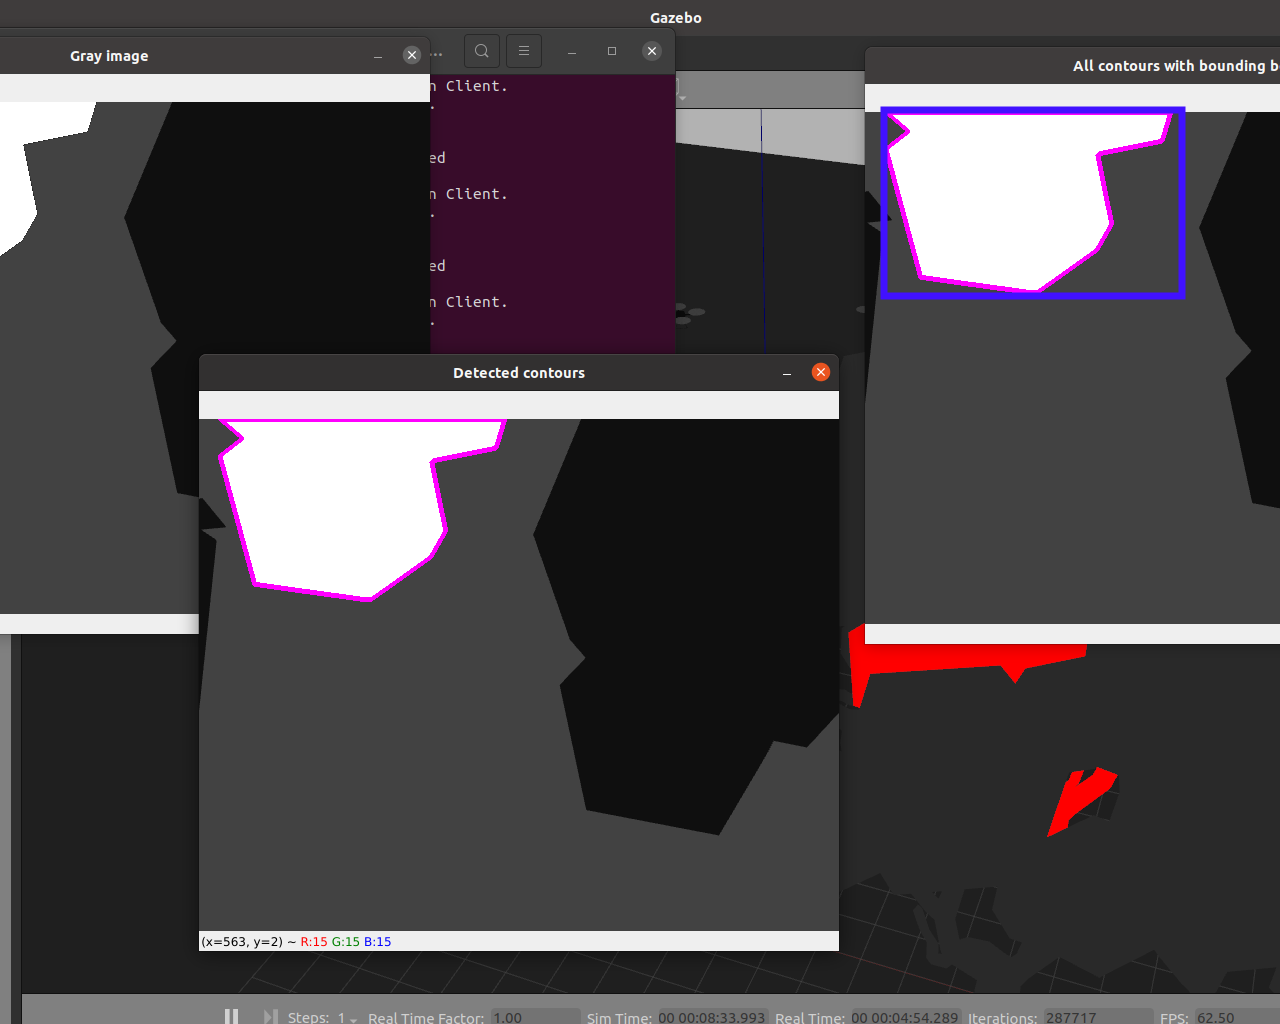 Gazebo
Gray image
...
n Client.
.
ed
n Client.
.
ed
n Client.
.
All contours with bounding b
Detected contours
(x=563, y=2) ~ R:15 G:15 B:15
Steps: 1 Real Time Factor: 1.00 Sim Time: 00 00:08:33.993 Real Time: 00 00:04:54.289 Iterations: 287717 FPS: 62.50